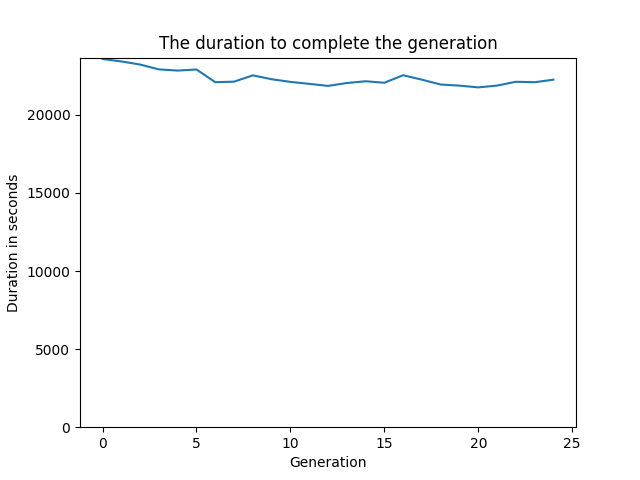 The duration to complete the generation
Duration in seconds
20000
15000
10000
5000
0
0 5 10 15 20 25
Generation